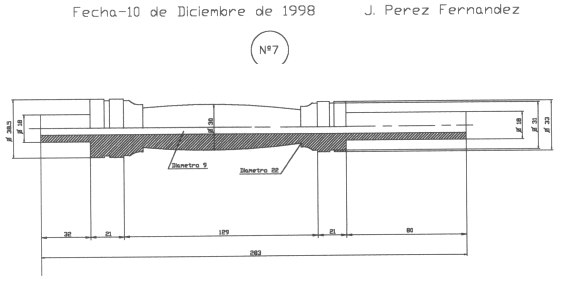 Fecha-10 de Diciembre de 1998 J. Perez Fernandez
Nº7
Ø 38.5
Ø 18
Ø 30
Ø 18
Ø 31
Ø 33
Diametro 9
Diametro 22
32
21
129
21
80
283